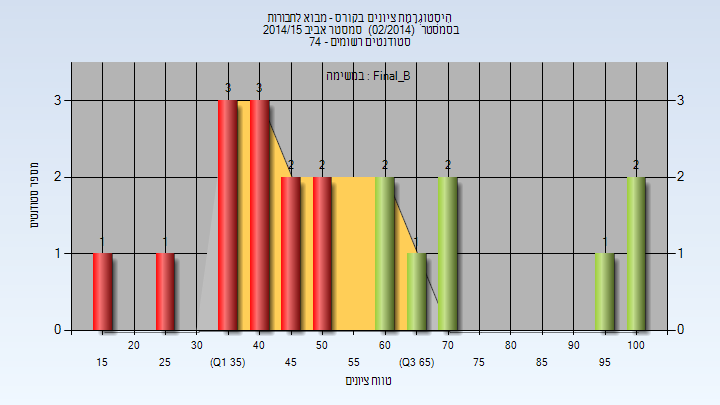 היסטוגרמת ציונים בקורס - מבוא לחבורות
בסמסטר (02/2014) סמסטר אביב 2014/15
סטודנטים רשומים - 74
במשימה : Final_B
מספר סטודנטים
3 3 2 2 2 2 2
1 1 1 1
3 3
2 2
1 1
0 0
20 30 40 50 60 70 80 90 100
15 25 (Q1 35) 45 55 (Q3 65) 75 85 95
טווח ציונים